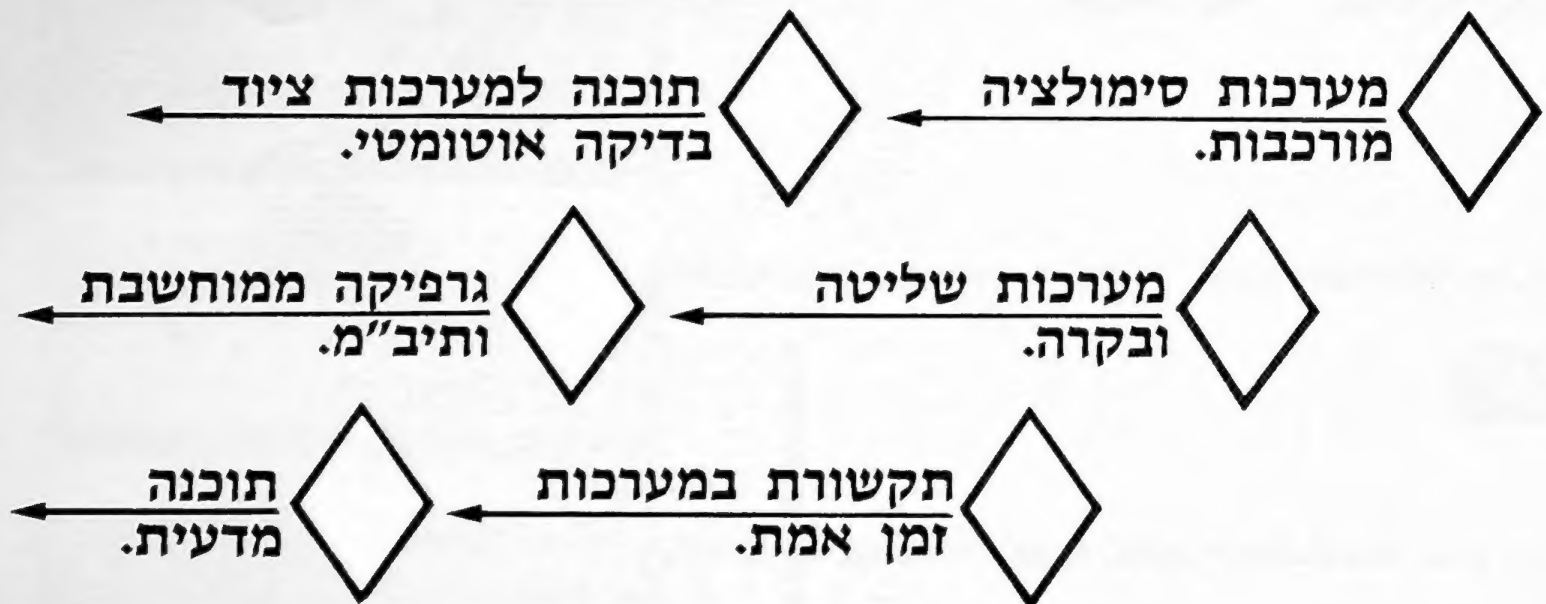 מערכות סימולציה
מורכבות.
תוכנה למערכות ציוד
בדיקה אוטומטי.
מערכות שליטה
ובקרה.
גרפיקה ממוחשבת
ותיב״מ.
תקשורת במערכות
זמן אמת.
תוכנה
מדעית.